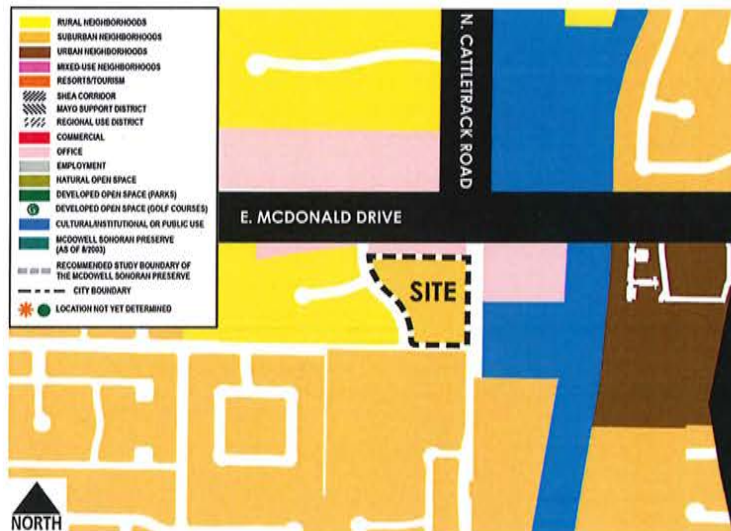 RURAL NEIGHBORHOODS
SUBURBAN NEIGHBORHOODS
URBAN NEIGHBORHOODS
MIXED-USE NEIGHBORHOODS
RESORTS/TOURISM
SHEA CORRIDOR
MAYO SUPPORT DISTRICT
REGIONAL USE DISTRICT
COMMERCIAL
OFFICE
EMPLOYMENT
NATURAL OPEN SPACE
DEVELOPED OPEN SPACE (PARKS)
G DEVELOPED OPEN SPACE (GOLF COURSES)
CULTURAL/INSTITUTIONAL OR PUBLIC USE
MCDOWELL SONORAN PRESERVE
(AS OF 8/2003)
RECOMMENDED STUDY BOUNDARY OF
THE MCDOWELL SONORAN PRESERVE
CITY BOUNDARY
LOCATION NOT YET DETERMINED
N. CATTLETRACK ROAD
E. MCDONALD DRIVE
SITE
NORTH